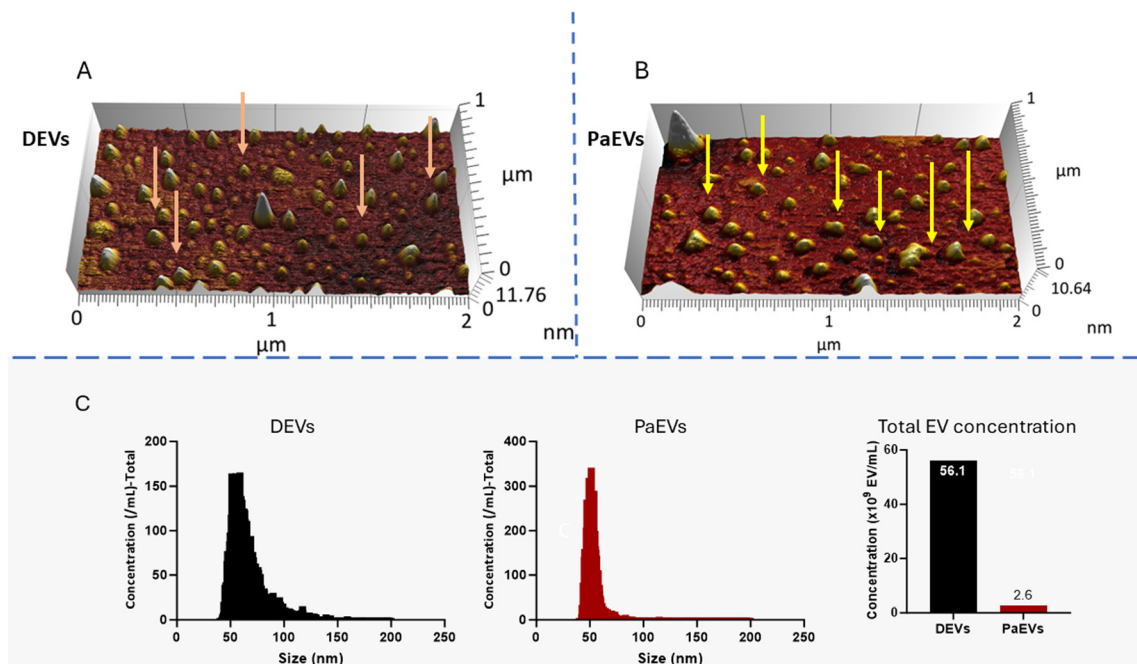 A
DEVs
1
µm
0
11.76
0
0
1
2
nm
µm
B
PaEVs
1
µm
0
10.64
0
0
1
2
nm
µm
C
DEVs
Concentration (/mL)-Total
200
150
100
50
0
0
50
100
150
200
250
Size (nm)
PaEVs
Concentration (/mL)-Total
400
300
200
100
0
C
0
50
100
150
200
250
Size (nm)
Total EV concentration
Concentration (x10⁹ EV/mL)
60
40
20
0
56.1
56.1
2.6
DEVs
PaEVs